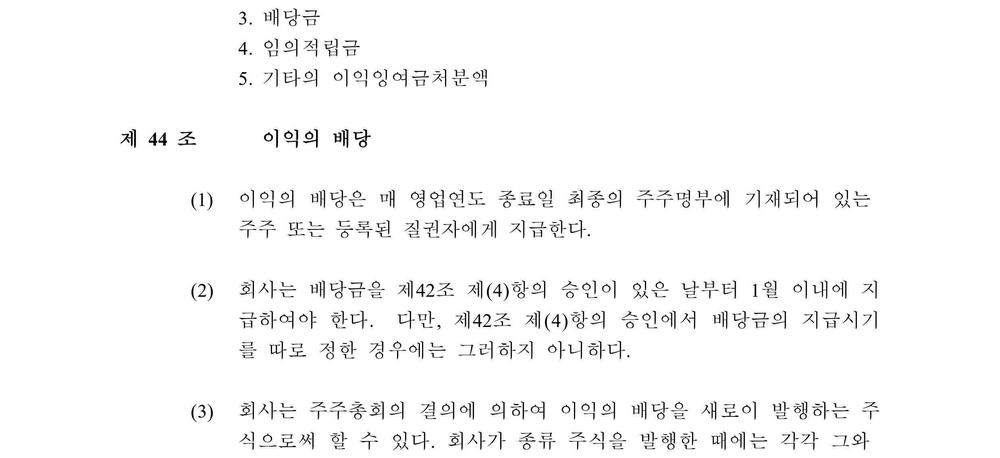 3. 배당금
4. 임의적립금
5. 기타의 이익잉여금처분액
제 44 조 이익의 배당
(1) 이익의 배당은 매 영업연도 종료일 최종의 주주명부에 기재되어 있는
주주 또는 등록된 질권자에게 지급한다.
(2) 회사는 배당금을 제42조 제(4)항의 승인이 있은 날부터 1월 이내에 지
급하여야 한다. 다만, 제42조 제(4)항의 승인에서 배당금의 지급시기
를 따로 정한 경우에는 그러하지 아니하다.
(3) 회사는 주주총회의 결의에 의하여 이익의 배당을 새로이 발행하는 주
식으로써 할 수 있다. 회사가 종류 주식을 발행한 때에는 각각 그와